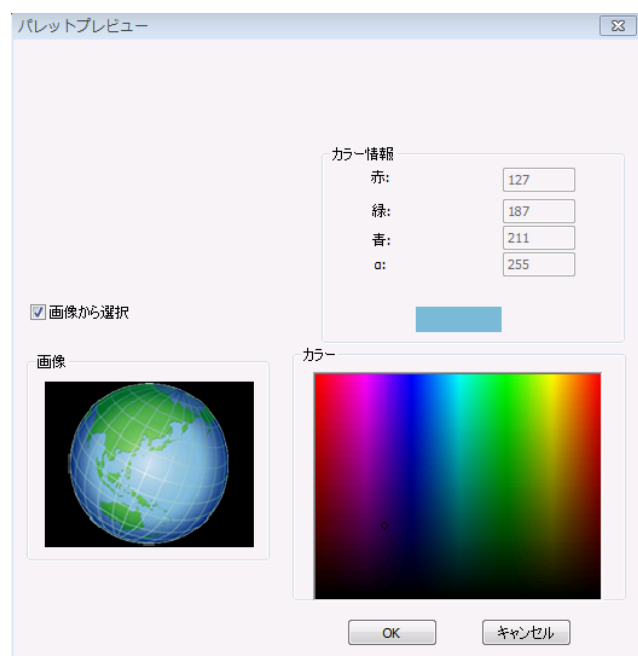 パレットプレビュー
カラー情報
赤: 127
緑: 187
青: 211
α: 255
画像から選択
画像
カラー
OK キャンセル